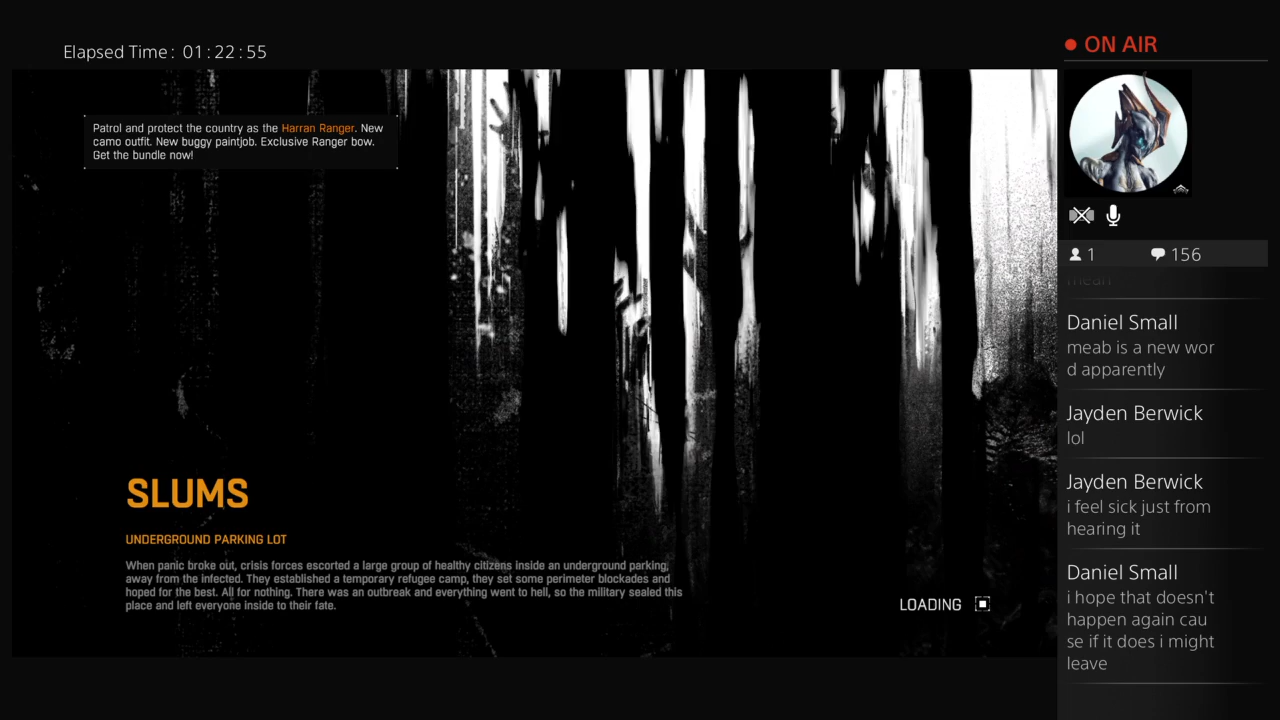 Elapsed Time: 01:22:55
ON AIR
Patrol and protect the country as the Harran Ranger. New
camo outfit. New buggy paintjob. Exclusive Ranger bow.
Get the bundle now!
1
156
mean
Daniel Small
meab is a new wor
d apparently
Jayden Berwick
lol
Jayden Berwick
i feel sick just from
hearing it
Daniel Small
i hope that doesn't
happen again cau
se if it does i might
leave
SLUMS
UNDERGROUND PARKING LOT
When panic broke out, crisis forces escorted a large group of healthy citizens inside an underground parking,
away from the infected. They established a temporary refugee camp, they set some perimeter blockades and
hoped for the best. All for nothing. There was an outbreak and everything went to hell, so the military sealed this
place and left everyone inside to their fate.
LOADING